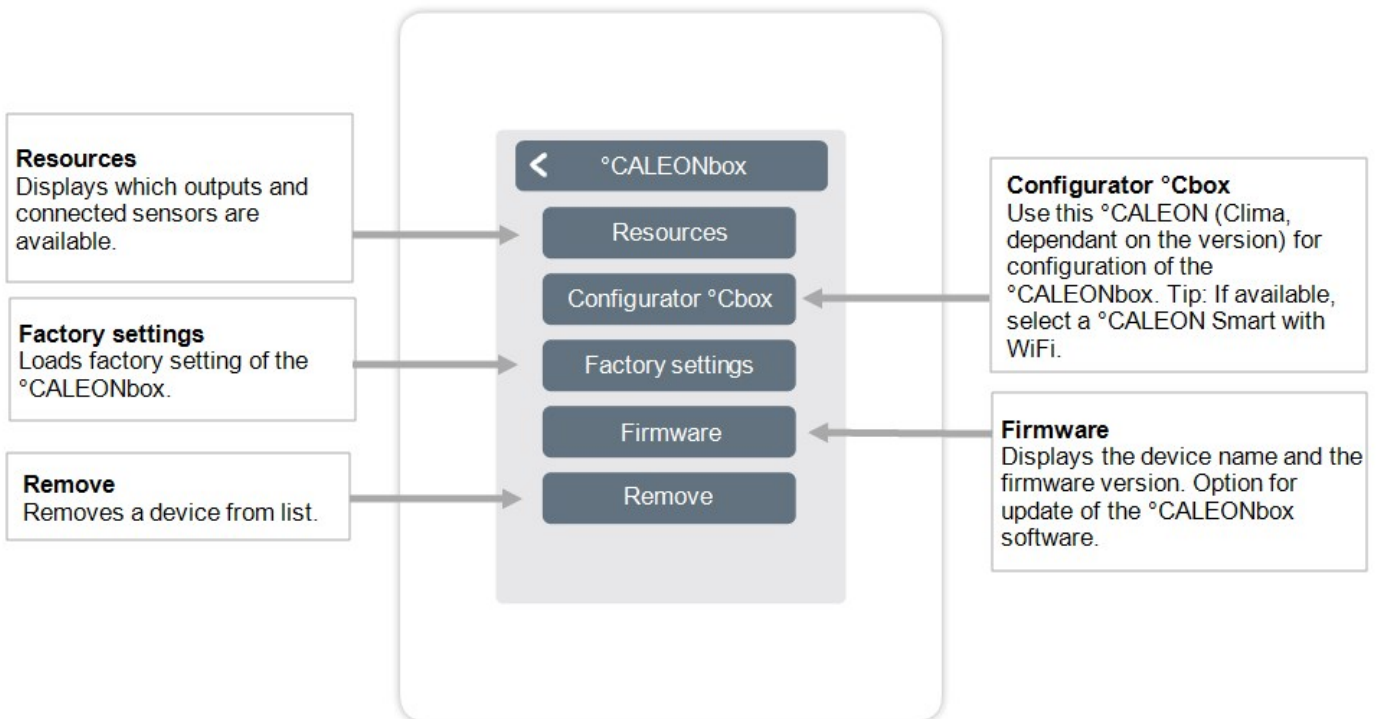 Resources
Displays which outputs and
connected sensors are
available.
Factory settings
Loads factory setting of the
°CALEONbox.
Remove
Removes a device from list.
°CALEONbox
Resources
Configurator °Cbox
Factory settings
Firmware
Remove
Configurator °Cbox
Use this °CALEON (Clima,
dependant on the version) for
configuration of the
°CALEONbox. Tip: If available,
select a °CALEON Smart with
WiFi.
Firmware
Displays the device name and the
firmware version. Option for
update of the °CALEONbox
software.